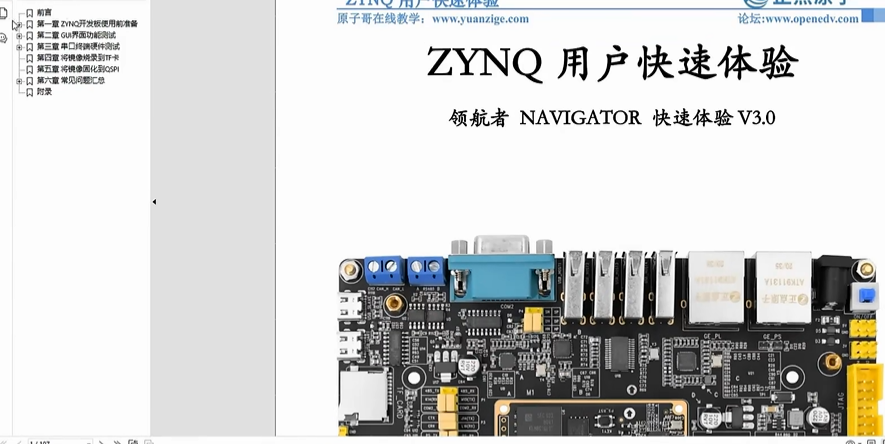 前言
第一章 ZYNQ开发板使用前准备
第二章 GUI界面功能测试
第三章 串口终端硬件测试
第四章 将镜像烧录到TF卡
第五章 将镜像固化到QSPI
第六章 常见问题汇总
附录
ZYNQ 用户快速体验
原子哥在线教学：www.yuanzige.com
论坛:www.openedv.com
ZYNQ 用户快速体验
领航者 NAVIGATOR 快速体验 V3.0
COM2
GE_PL
GE_PS
TF_CARD
M1
1 / 107